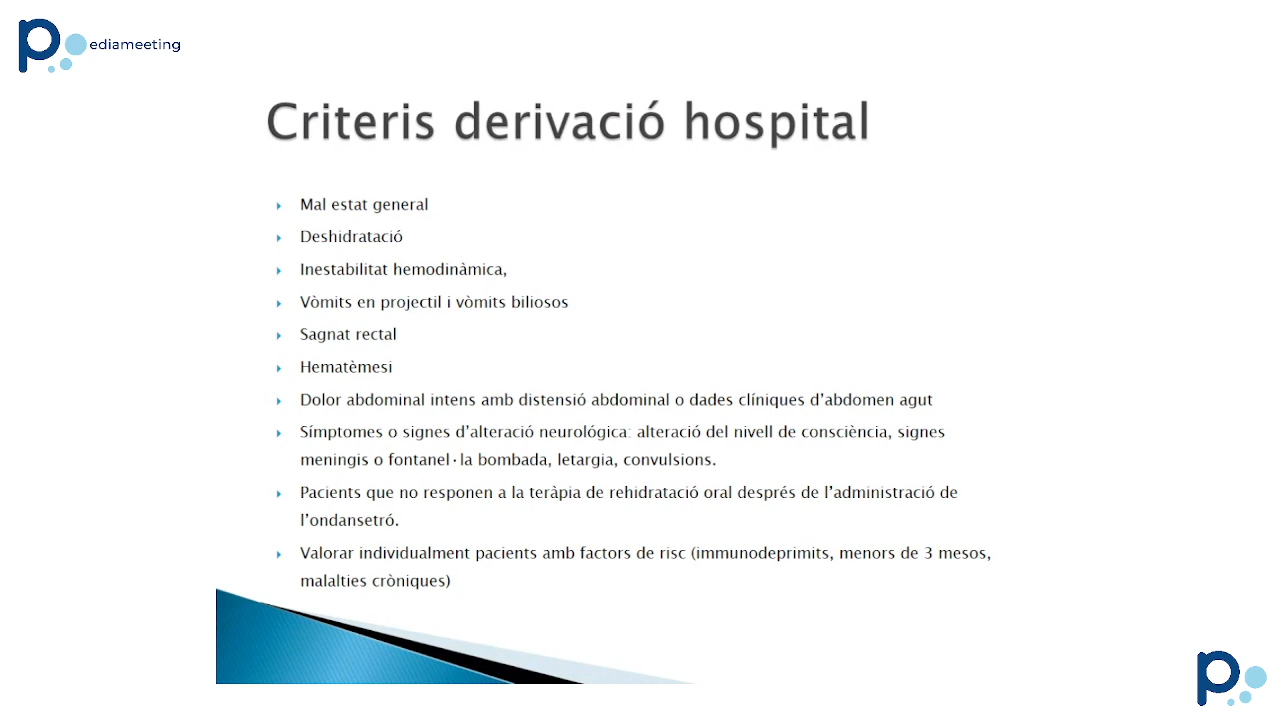 ediameeting
Criteris derivació hospital
Mal estat general
Deshidratació
Inestabilitat hemodinàmica,
Vòmits en projectil i vòmits biliosos
Sagnat rectal
Hematèmesi
Dolor abdominal intens amb distensió abdominal o dades clíniques d'abdomen agut
Símptomes o signes d'alteració neurológica: alteració del nivell de consciència, signes
meningis o fontanel·la bombada, letargia, convulsions.
Pacients que no responen a la teràpia de rehidratació oral després de l'administració de
l'ondansetró.
Valorar individualment pacients amb factors de risc (immunodeprimits, menors de 3 mesos,
malalties cròniques)